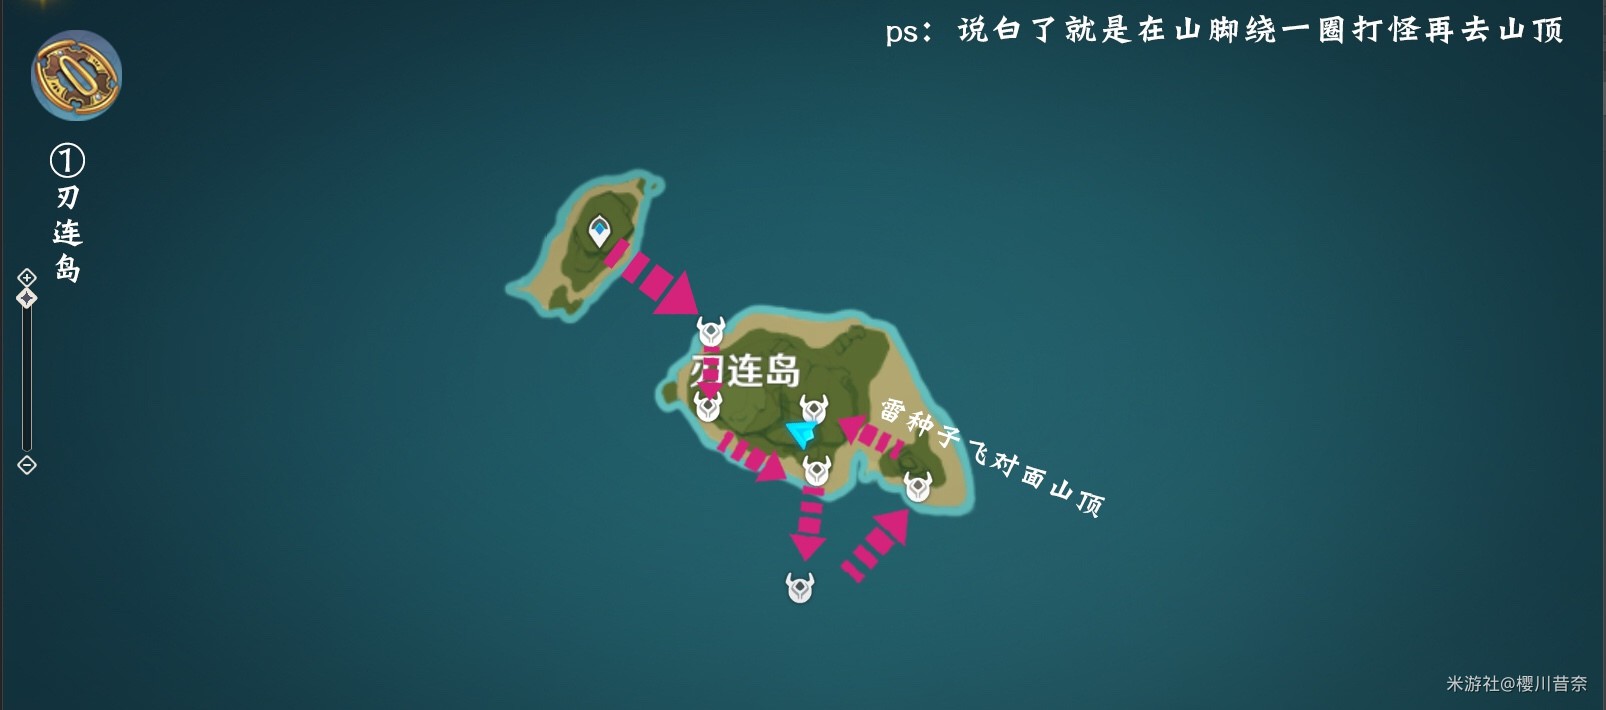 ps：说白了就是在山脚绕一圈打怪再去山顶
①刃连岛
刃连岛
雷种子飞对面山顶
米游社@樱川昔奈